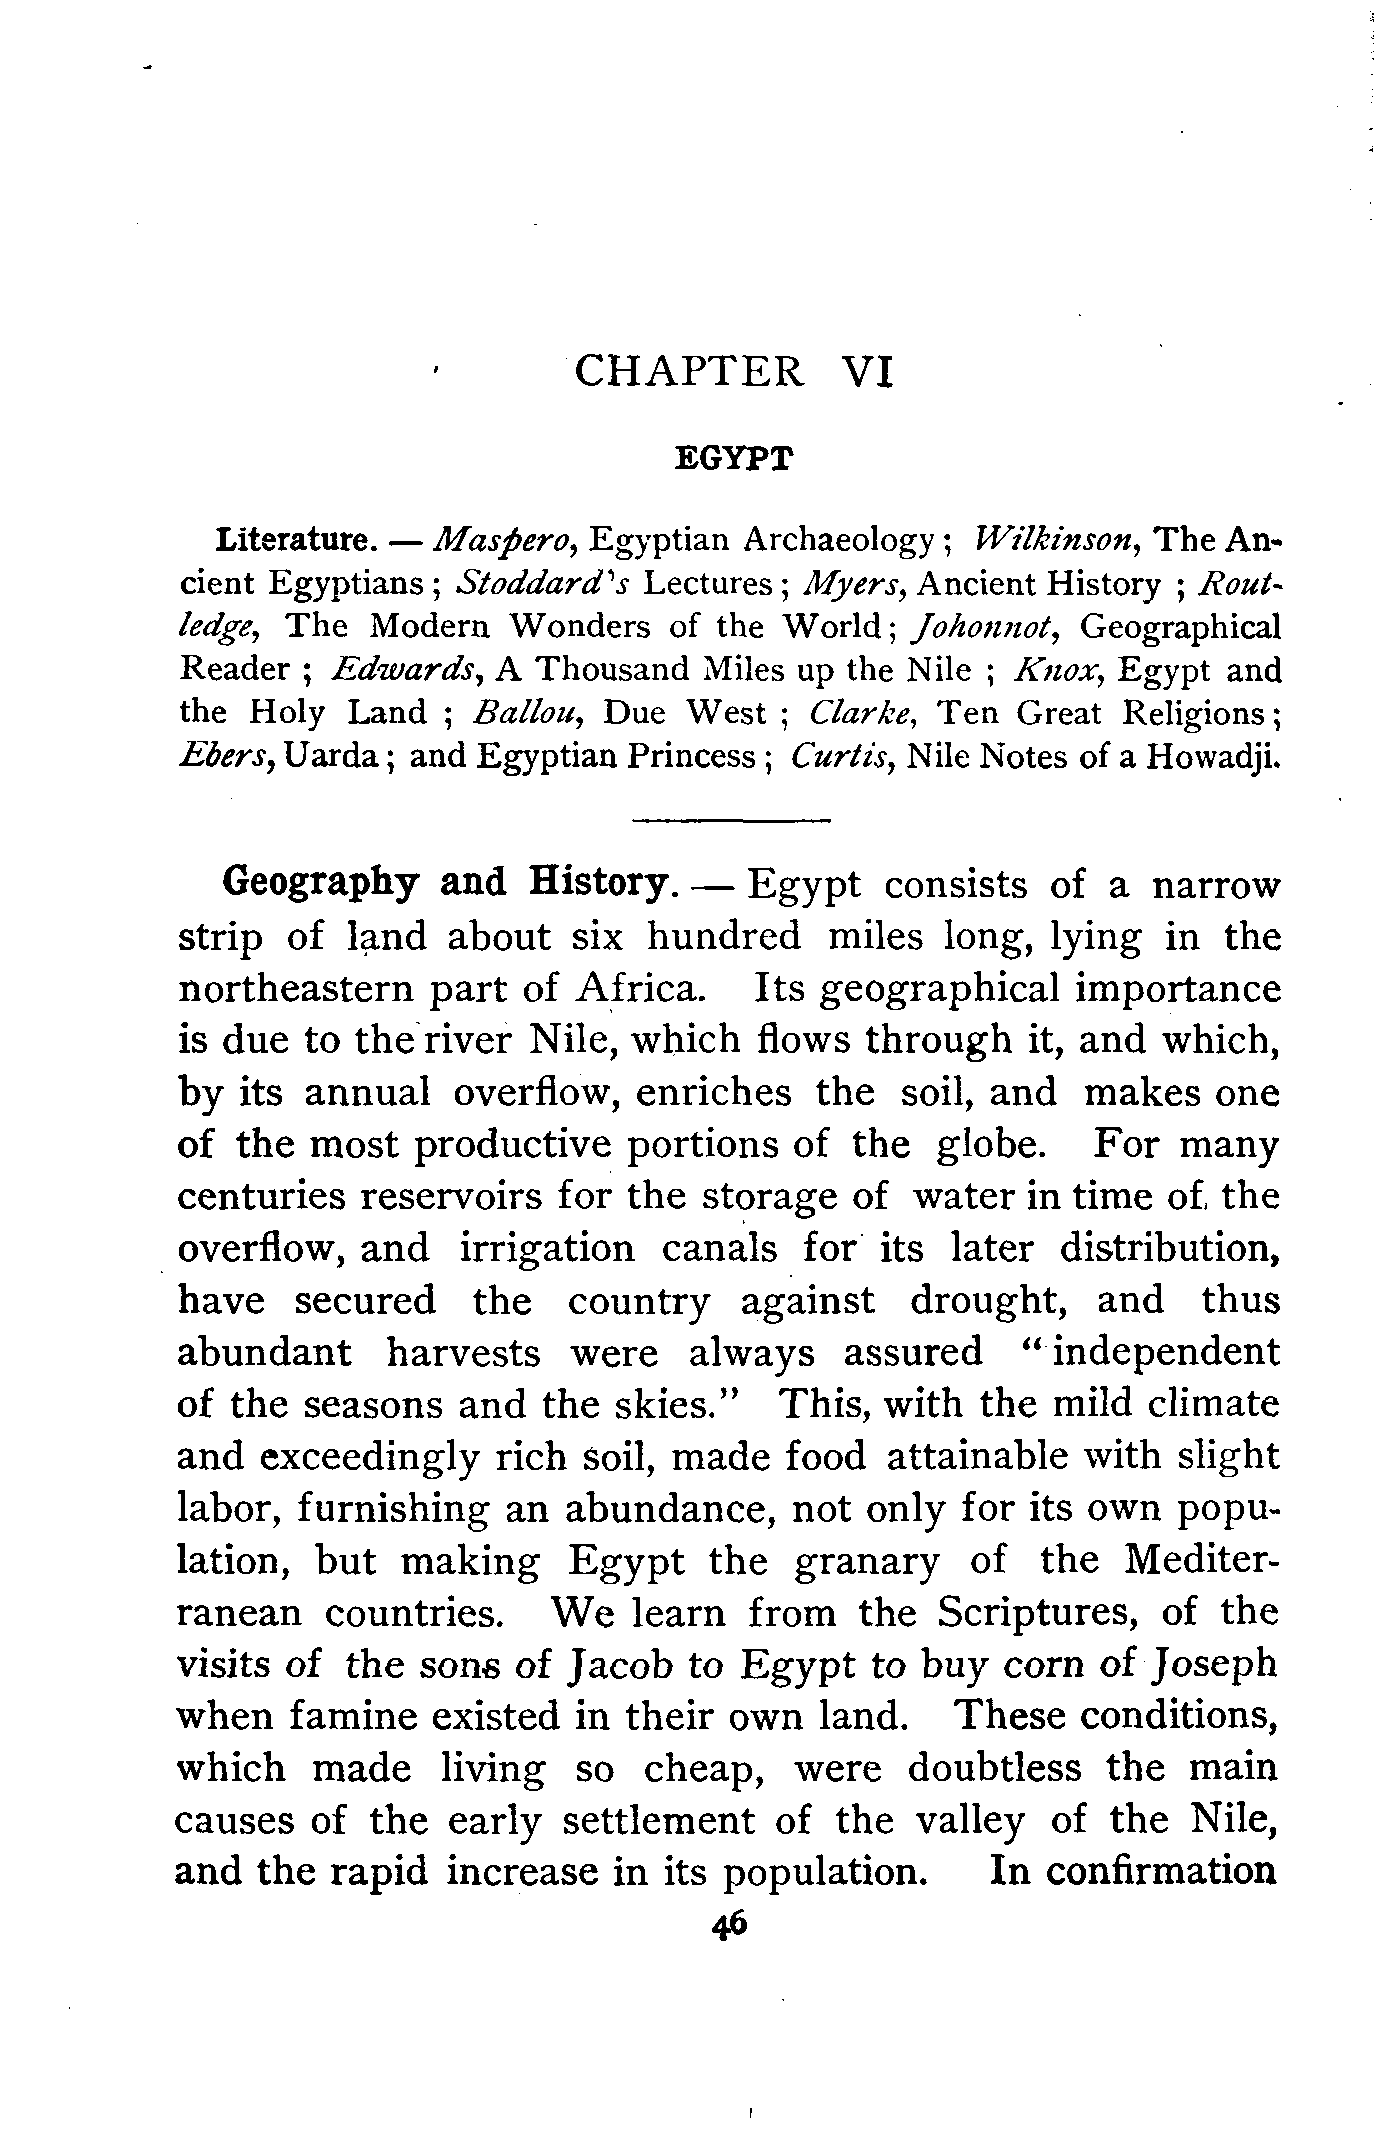 CHAPTER VI
EGYPT
Literature. — Maspero, Egyptian Archaeology; Wilkinson, The An-
cient Egyptians; Stoddard's Lectures; Myers, Ancient History; Rout-
ledge, The Modern Wonders of the World; Johonnot, Geographical
Reader; Edwards, A Thousand Miles up the Nile; Knox, Egypt and
the Holy Land; Ballou, Due West; Clarke, Ten Great Religions;
Ebers, Uarda; and Egyptian Princess; Curtis, Nile Notes of a Howadji.
Geography and History. — Egypt consists of a narrow
strip of land about six hundred miles long, lying in the
northeastern part of Africa. Its geographical importance
is due to the river Nile, which flows through it, and which,
by its annual overflow, enriches the soil, and makes one
of the most productive portions of the globe. For many
centuries reservoirs for the storage of water in time of the
overflow, and irrigation canals for its later distribution,
have secured the country against drought, and thus
abundant harvests were always assured "independent
of the seasons and the skies." This, with the mild climate
and exceedingly rich soil, made food attainable with slight
labor, furnishing an abundance, not only for its own popu-
lation, but making Egypt the granary of the Mediter-
ranean countries. We learn from the Scriptures, of the
visits of the sons of Jacob to Egypt to buy corn of Joseph
when famine existed in their own land. These conditions,
which made living so cheap, were doubtless the main
causes of the early settlement of the valley of the Nile,
and the rapid increase in its population. In confirmation
46